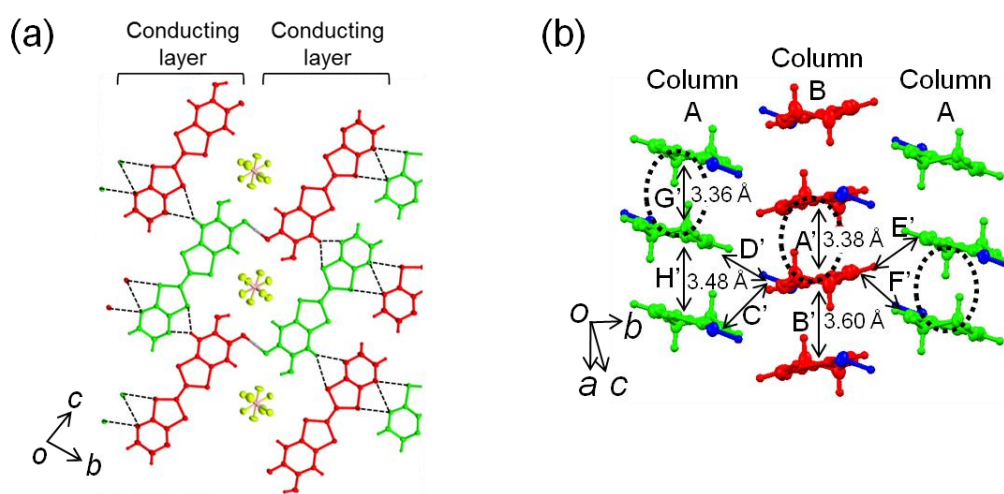 (a)
Conducting
layer
Conducting
layer
c
o
b
(b)
Column
A
Column
B
Column
A
G'
3.36 Å
D'
H'
3.48 Å
C'
A'
3.38 Å
B'
3.60 Å
E'
F'
o
b
a
c